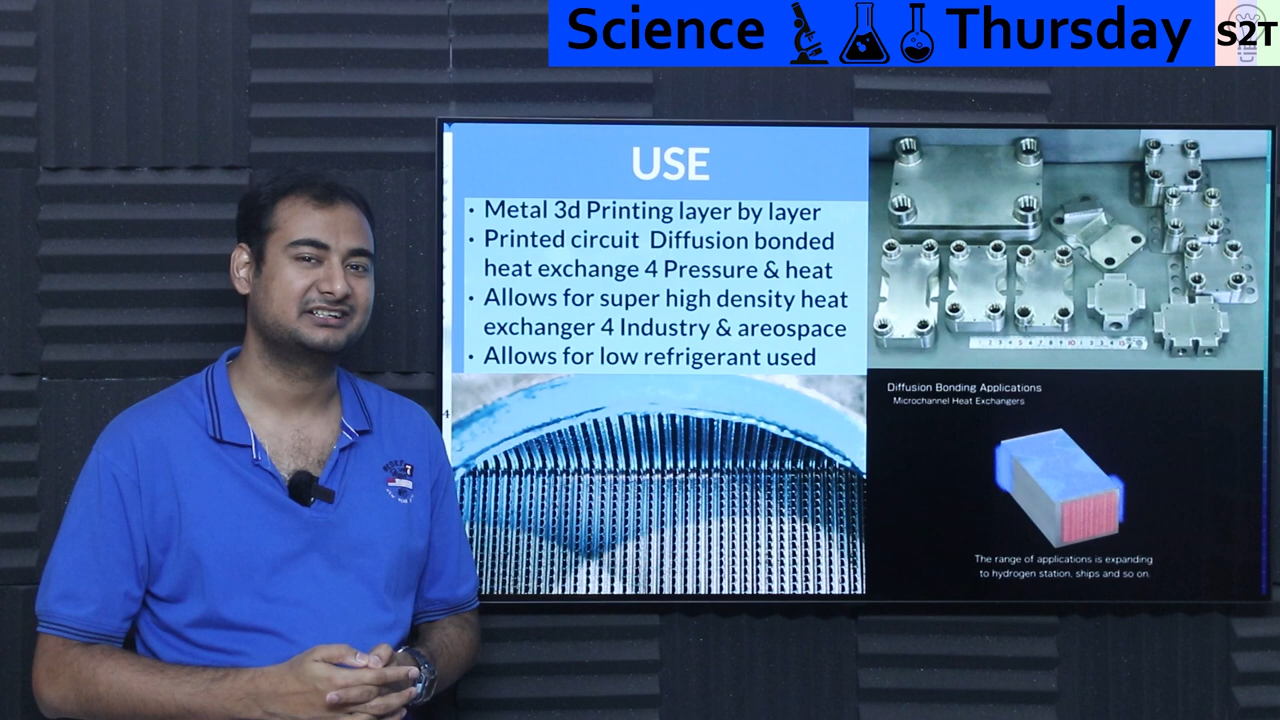 Science Thursday
S2T
USE
• Metal 3d Printing layer by layer
• Printed circuit Diffusion bonded
heat exchange 4 Pressure & heat
• Allows for super high density heat
exchanger 4 Industry & areospace
• Allows for low refrigerant used
4
Diffusion Bonding Applications
Microchannel Heat Exchangers
The range of applications is expanding
to hydrogen station, ships and so on.